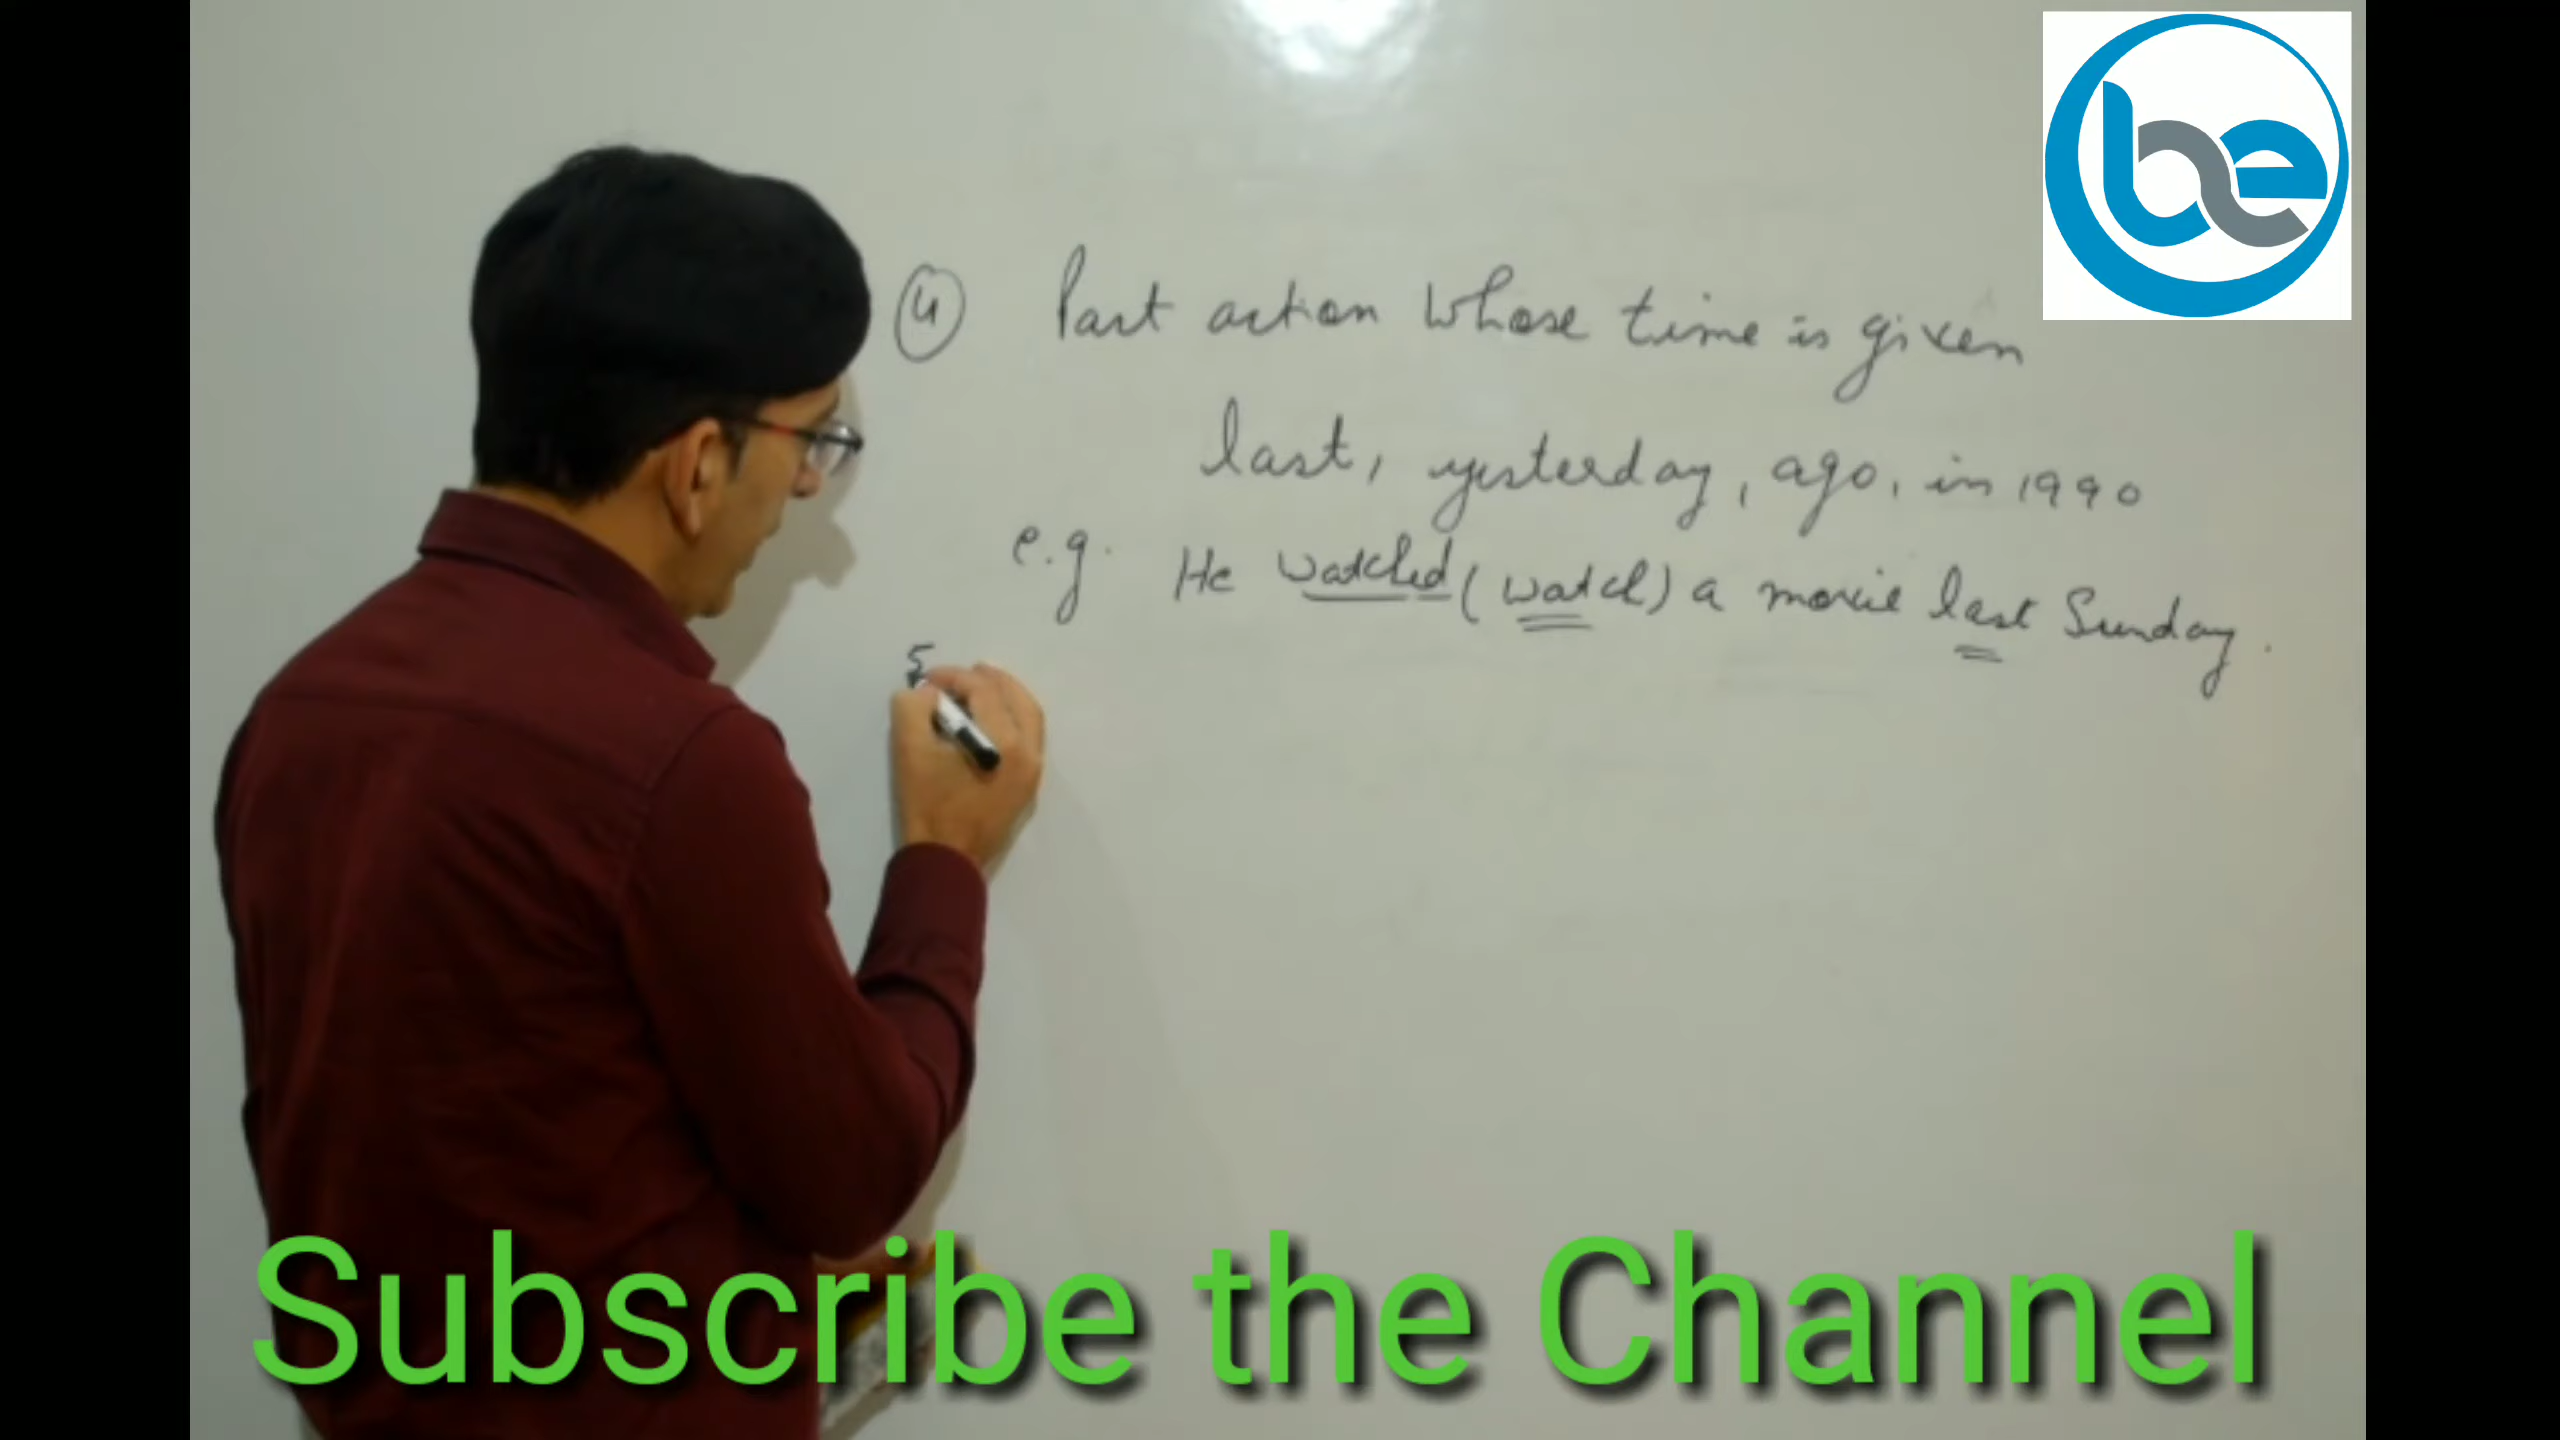 be
4 Past action whose time is given
last, yesterday, ago, in 1990
e.g. He watched (watch) a movie last Sunday.
5
Subscribe the Channel